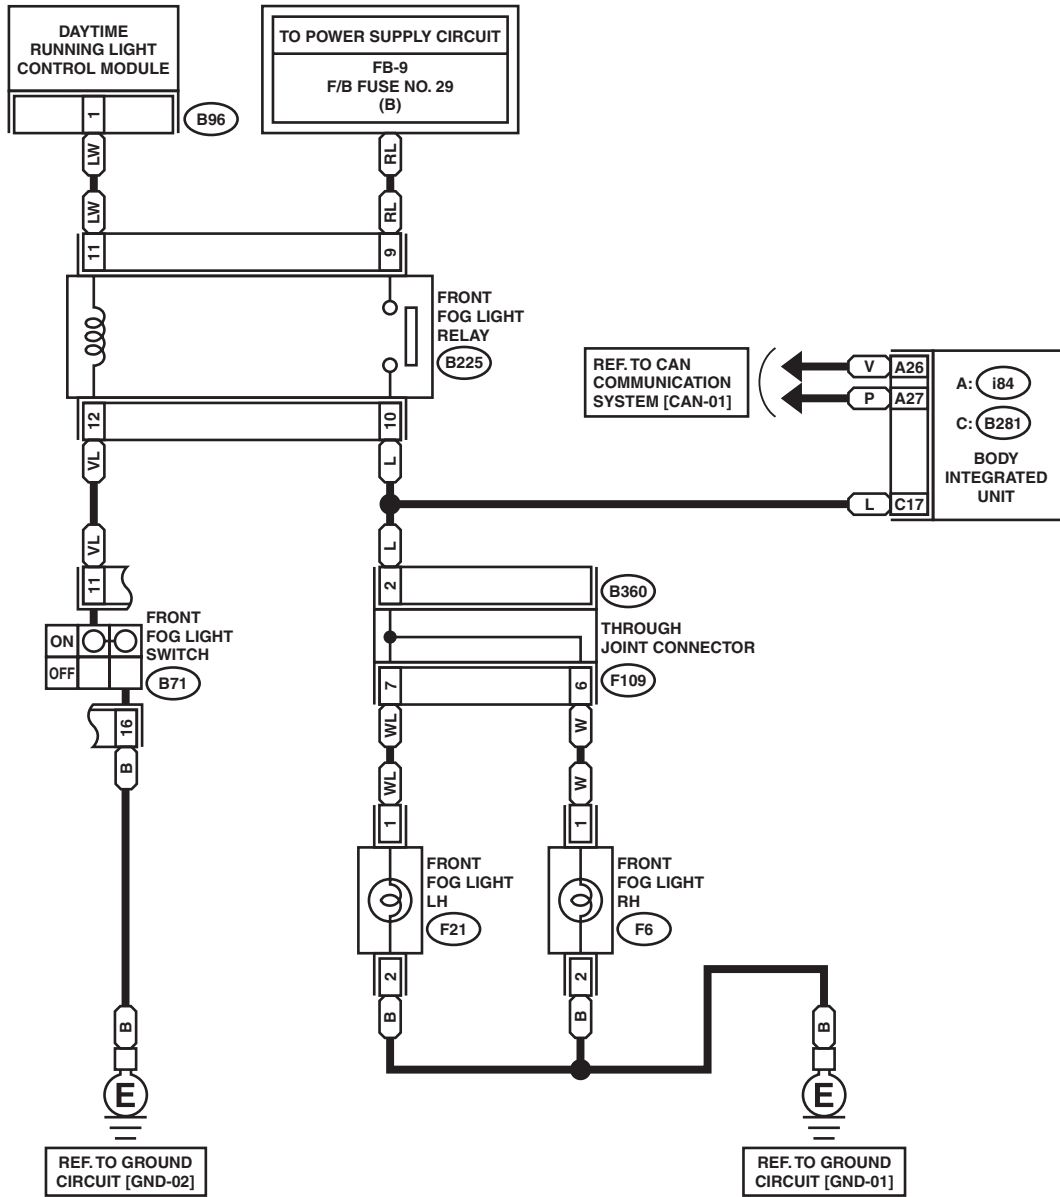 DAYTIME
RUNNING LIGHT
CONTROL MODULE
1
B96
TO POWER SUPPLY CIRCUIT
FB-9
F/B FUSE NO. 29
(B)
LW
RL
LW
RL
11
9
FRONT
FOG LIGHT
RELAY
B225
12
10
VL
L
REF. TO CAN
COMMUNICATION
SYSTEM [CAN-01]
V
A26
P
A27
L
C17
A: i84
C: B281
BODY
INTEGRATED
UNIT
VL
L
11
2
B360
ON
OFF
FRONT
FOG LIGHT
SWITCH
B71
THROUGH
JOINT CONNECTOR
F109
7
6
16
B
WL
W
WL
W
1
1
FRONT
FOG LIGHT
LH
F21
FRONT
FOG LIGHT
RH
F6
2
2
B
B
B
B
E
E
REF. TO GROUND
CIRCUIT [GND-02]
REF. TO GROUND
CIRCUIT [GND-01]